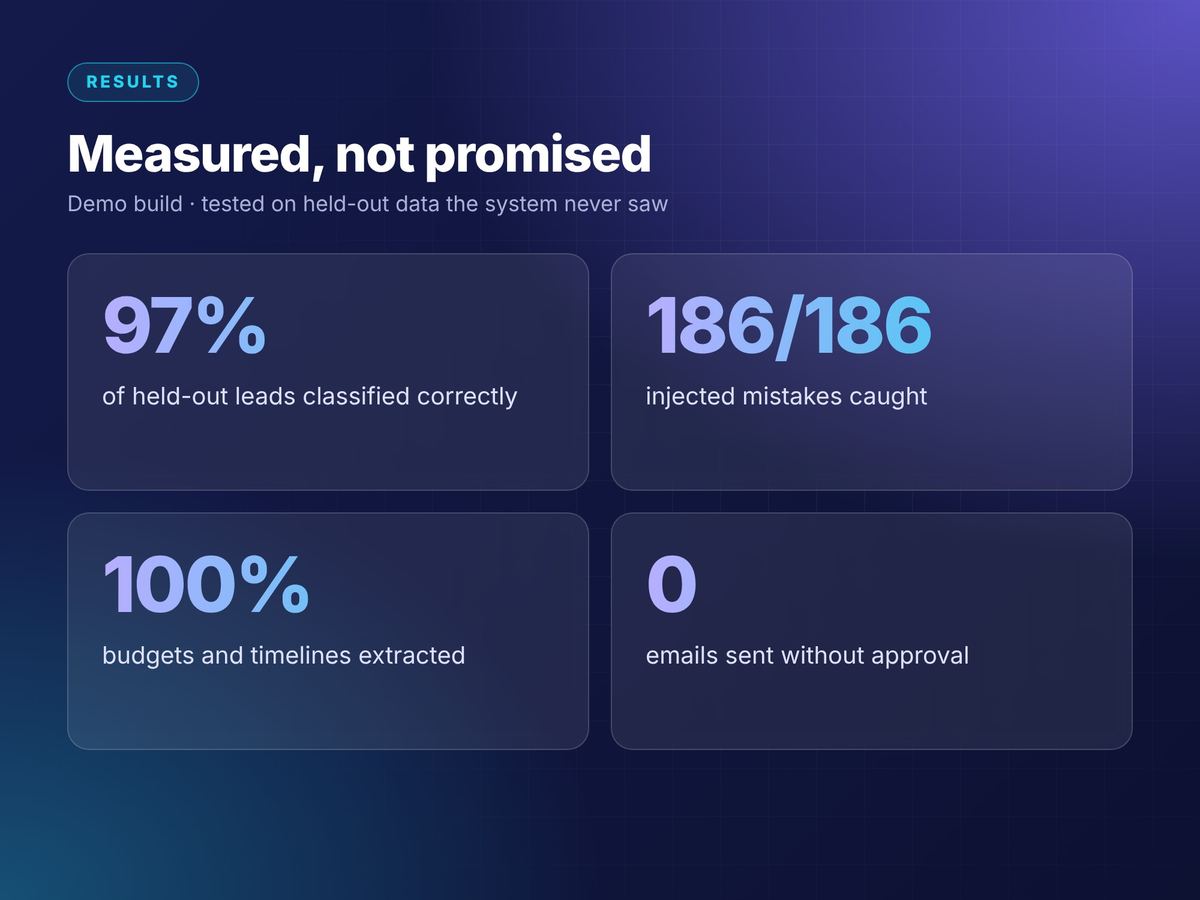 RESULTS
Measured, not promised
Demo build · tested on held-out data the system never saw
97%
of held-out leads classified correctly
186/186
injected mistakes caught
100%
budgets and timelines extracted
0
emails sent without approval